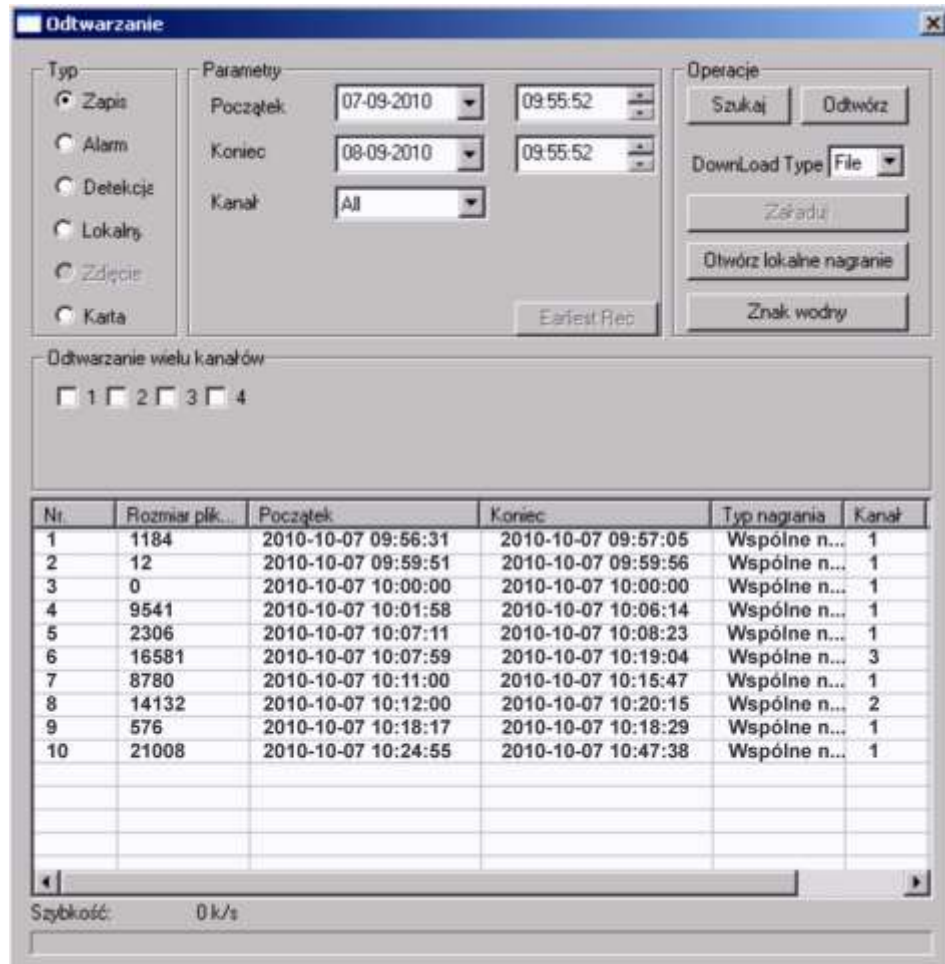 Odtwarzanie
Typ
Zapis
Alarm
Detekcja
Lokalny
Zdjęcie
Karta
Parametry
Początek 07-09-2010 09:55:52
Koniec 08-09-2010 09:55:52
Kanał All
Earliest Rec
Operacje
Szukaj Odtwórz
DownLoad Type File
Załaduj
Otwórz lokalne nagranie
Znak wodny
Odtwarzanie wielu kanałów
1 2 3 4
Nr. Rozmiar plik... Początek Koniec Typ nagrania Kanał
1 1184 2010-10-07 09:56:31 2010-10-07 09:57:05 Wspólne n... 1
2 12 2010-10-07 09:59:51 2010-10-07 09:59:56 Wspólne n... 1
3 0 2010-10-07 10:00:00 2010-10-07 10:00:00 Wspólne n... 1
4 9541 2010-10-07 10:01:58 2010-10-07 10:06:14 Wspólne n... 1
5 2306 2010-10-07 10:07:11 2010-10-07 10:08:23 Wspólne n... 1
6 16581 2010-10-07 10:07:59 2010-10-07 10:19:04 Wspólne n... 3
7 8780 2010-10-07 10:11:00 2010-10-07 10:15:47 Wspólne n... 1
8 14132 2010-10-07 10:12:00 2010-10-07 10:20:15 Wspólne n... 2
9 576 2010-10-07 10:18:17 2010-10-07 10:18:29 Wspólne n... 1
10 21008 2010-10-07 10:24:55 2010-10-07 10:47:38 Wspólne n... 1
Szybkość: 0 k/s